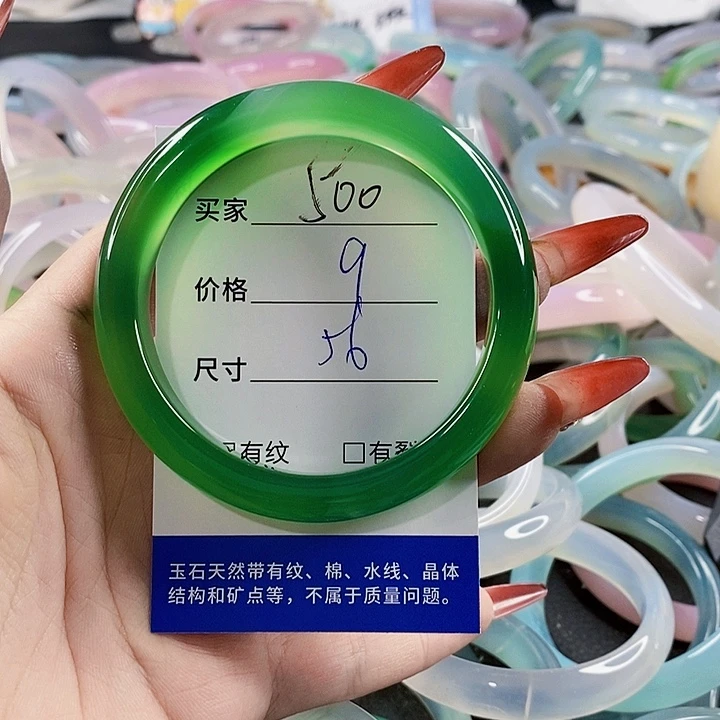 买家 500
价格 9
尺寸 56
有纹 □有裂
玉石天然带有纹、棉、水线、晶体
结构和矿点等，不属于质量问题。